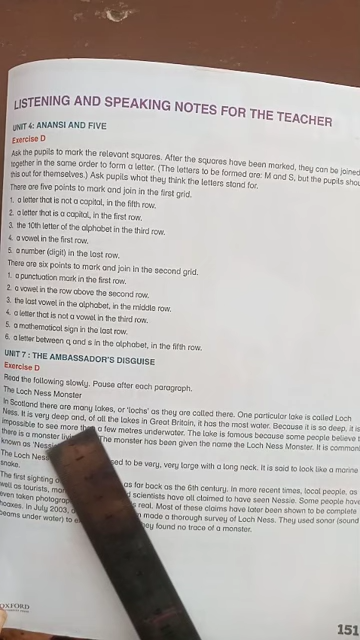 LISTENING AND SPEAKING NOTES FOR THE TEACHER
UNIT 4: ANANSI AND FIVE
Exercise D
Ask the pupils to mark the relevant squares. After the squares have been marked, they can be joined
together in the same order to form a letter. (The letters to be formed are: M and S, but the pupils
this out for themselves.) Ask pupils what they think the letters stand for.
There are five points to mark and join in the first grid.
1. a letter that is not a capital, in the fifth row.
2. a letter that is a capital, in the first row.
3. the 10th letter of the alphabet in the third row.
4. a vowel in the first row.
5. a number (digit) in the last row.
There are six points to mark and join in the second grid.
1. a punctuation mark in the first row.
2. a vowel in the row above the second row.
3. the last vowel in the alphabet, in the middle row.
4. a letter that is not a vowel in the third row.
5. a mathematical sign in the last row.
6. a letter between q and s in the alphabet, in the fifth row.
UNIT 7 : THE AMBASSADOR'S DISGUISE
Exercise D
Read the following slowly. Pause after each paragraph.
The Loch Ness Monster
In Scotland there are many lakes, or 'lochs' as they are called there. One particular lake is called Loch
Ness. It is very deep and, of all the lakes in Great Britain, it has the most water. Because it is so deep, it is
impossible to see more than a few metres underwater. The lake is famous because some people believe
there is a monster The monster has been given the name the Loch Ness Monster. It is
known as
The Loch Ness to be very, very large with a long neck. It is said to look like a marine
snake.
The first sighting as far back as the 6th century. In more recent times, local people, as
well as tourists, scientists have all claimed to have seen Nessie. Some people have
even taken real. Most of these claims have later been shown to be complete
hoaxes. In July 2003, made a thorough survey of Loch Ness. They used sonar (sound
beams under water) to found no trace of a monster.
OXFORD
151